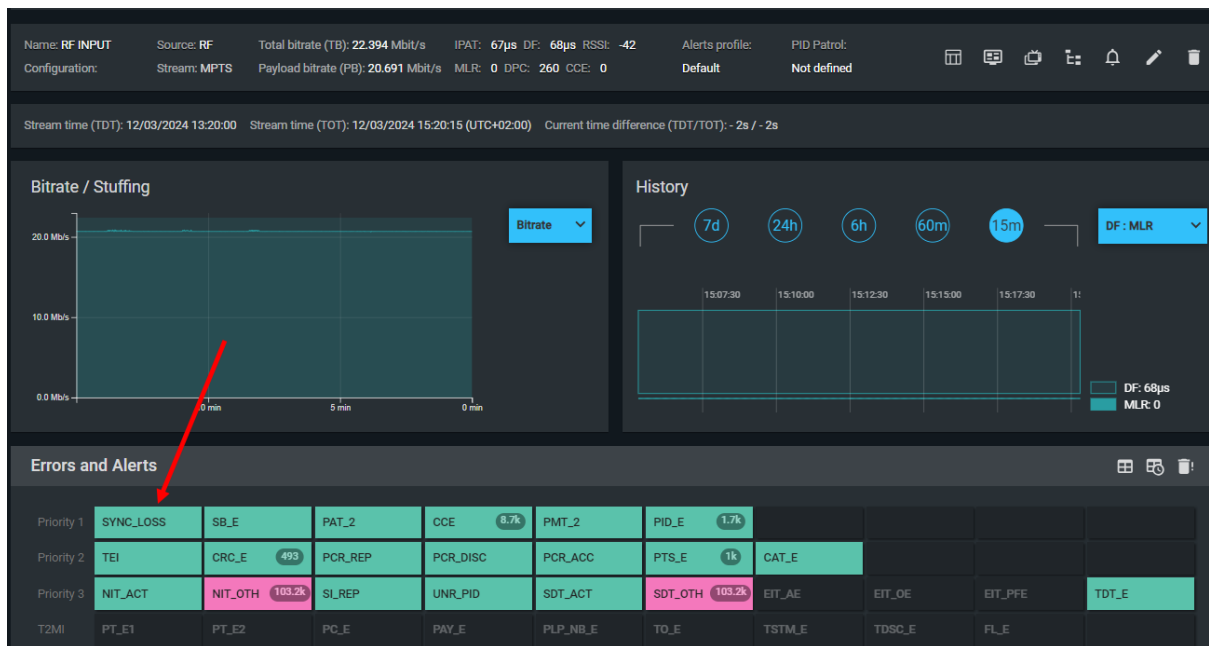 Name: RF INPUT Source: RF Total bitrate (TB): 22.394 Mbit/s IPAT: 67µs DF: 68µs RSSI: -42 Alerts profile: PID Patrol:
Configuration: Stream: MPTS Payload bitrate (PB): 20.691 Mbit/s MLR: 0 DPC: 260 CCE: 0 Default Not defined
Stream time (TDT): 12/03/2024 13:20:00 Stream time (TOT): 12/03/2024 15:20:15 (UTC+02:00) Current time difference (TDT/TOT): - 2s / - 2s
Bitrate / Stuffing
Bitrate
20.0 Mb/s
10.0 Mb/s
0.0 Mb/s
0 min 5 min 0 min
History
7d 24h 6h 60m 15m DF : MLR
15:07:30 15:10:00 15:12:30 15:15:00 15:17:30 1!
DF: 68µs
MLR: 0
Errors and Alerts
Priority 1 SYNC_LOSS SB_E PAT_2 CCE 8.7k PMT_2 PID_E 1.7k
Priority 2 TEI CRC_E 493 PCR_REP PCR_DISC PCR_ACC PTS_E 1k CAT_E
Priority 3 NIT_ACT NIT_OTH 103.2k SI_REP UNR_PID SDT_ACT SDT_OTH 103.2k EIT_AE EIT_OE EIT_PFE TDT_E
T2MI PT_E1 PT_E2 PC_E PAY_E PLP_NB_E TO_E TSTM_E TDSC_E FL_E